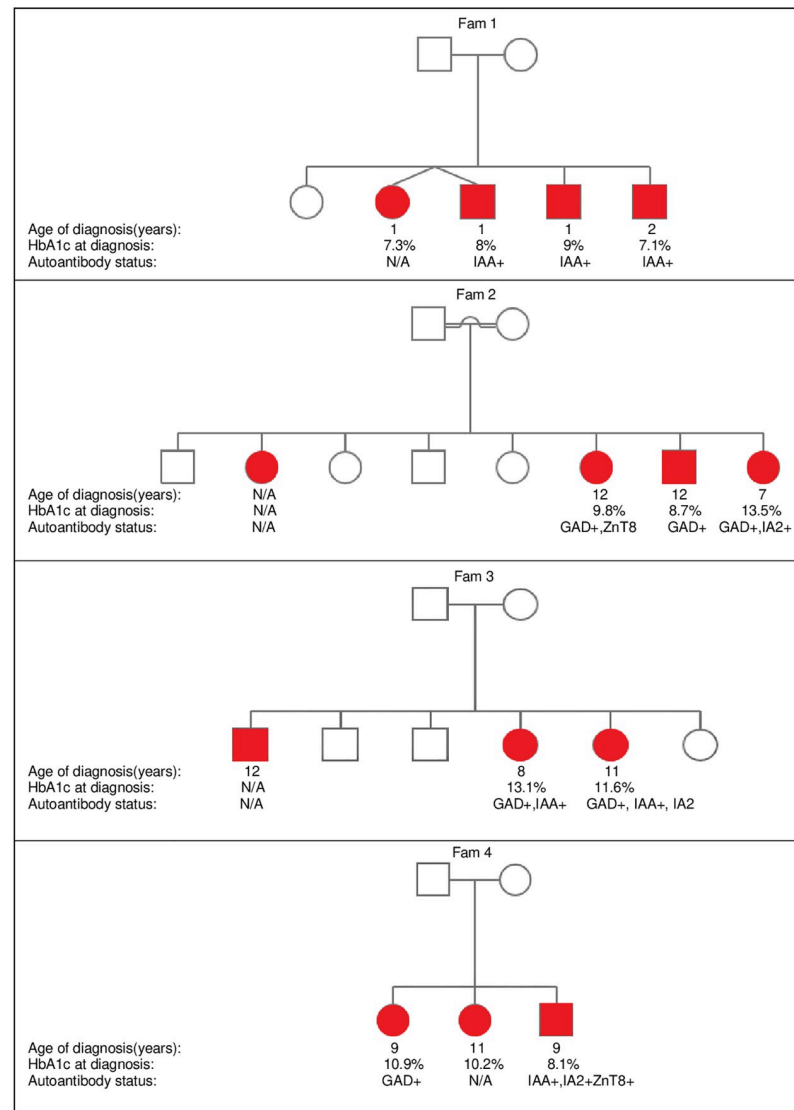 Fam 1
Age of diagnosis(years): 1 1 1 2
HbA1c at diagnosis: 7.3% 8% 9% 7.1%
Autoantibody status: N/A IAA+ IAA+ IAA+
Fam 2
Age of diagnosis(years): N/A 12 12 7
HbA1c at diagnosis: N/A 9.8% 8.7% 13.5%
Autoantibody status: N/A GAD+,ZnT8 GAD+ GAD+,IA2+
Fam 3
Age of diagnosis(years): 12 8 11
HbA1c at diagnosis: N/A 13.1% 11.6%
Autoantibody status: N/A GAD+,IAA+ GAD+, IAA+, IA2
Fam 4
Age of diagnosis(years): 9 11 9
HbA1c at diagnosis: 10.9% 10.2% 8.1%
Autoantibody status: GAD+ N/A IAA+,IA2+ZnT8+